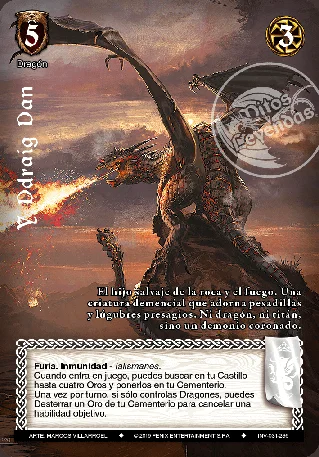 5
3
Dragón
Mitos y Leyendas
Y Ddraig Dan
El hijo salvaje de la roca y el fuego. Una
criatura demencial que adorna pesadillas
y lúgubres presagios. Ni dragón, ni titán,
sino un demonio coronado.
Furia. Inmunidad - Talismanes.
Cuando entra en juego, puedes buscar en tu Castillo
hasta cuatro Oros y ponerlos en tu Cementerio.
Una vez por turno, si sólo controlas Dragones, puedes
Desterrar un Oro de tu Cementerio para cancelar una
habilidad objetivo.
ARTE: MARCOS VILLARROEL ◆ ©2019 FENIX ENTERTAINMENT S.P.A